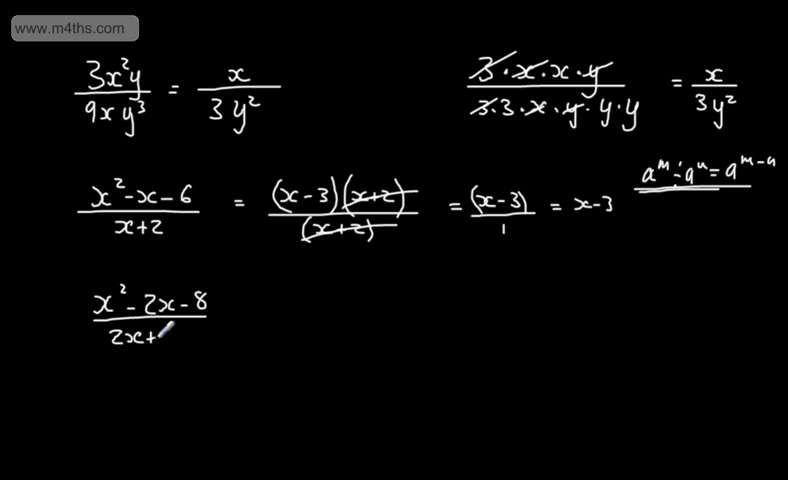 www.m4ths.com
3x²y / 9xy³ = x / 3y²
3·x·x·y / 3·3·x·y·y·y = x / 3y²
aᵐ ÷ aⁿ = aᵐ⁻ⁿ
x²-x-6 / x+2 = (x-3)(x+2) / (x+2) = (x-3) / 1 = x-3
x²-2x-8 / 2x+